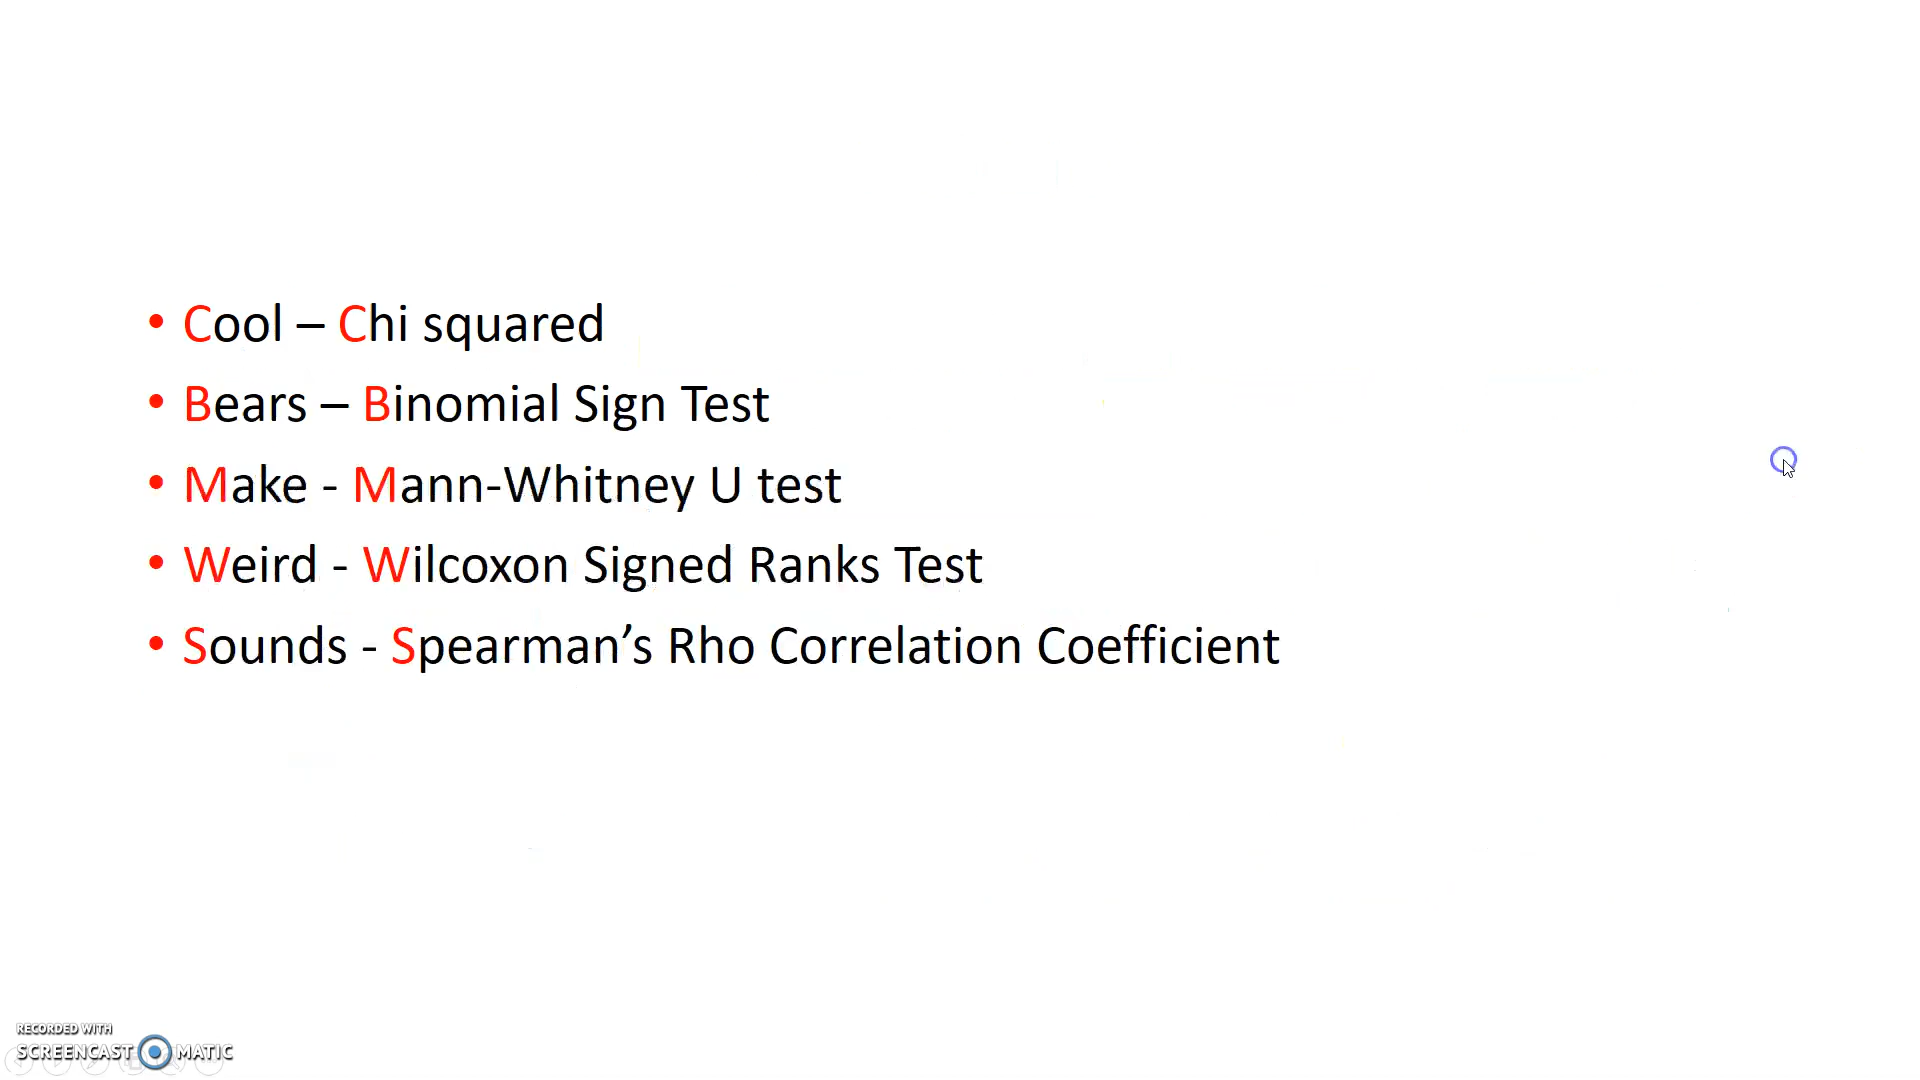 • Cool – Chi squared
• Bears – Binomial Sign Test
• Make - Mann-Whitney U test
• Weird - Wilcoxon Signed Ranks Test
• Sounds - Spearman’s Rho Correlation Coefficient
RECORDED WITH
SCREENCAST MATIC